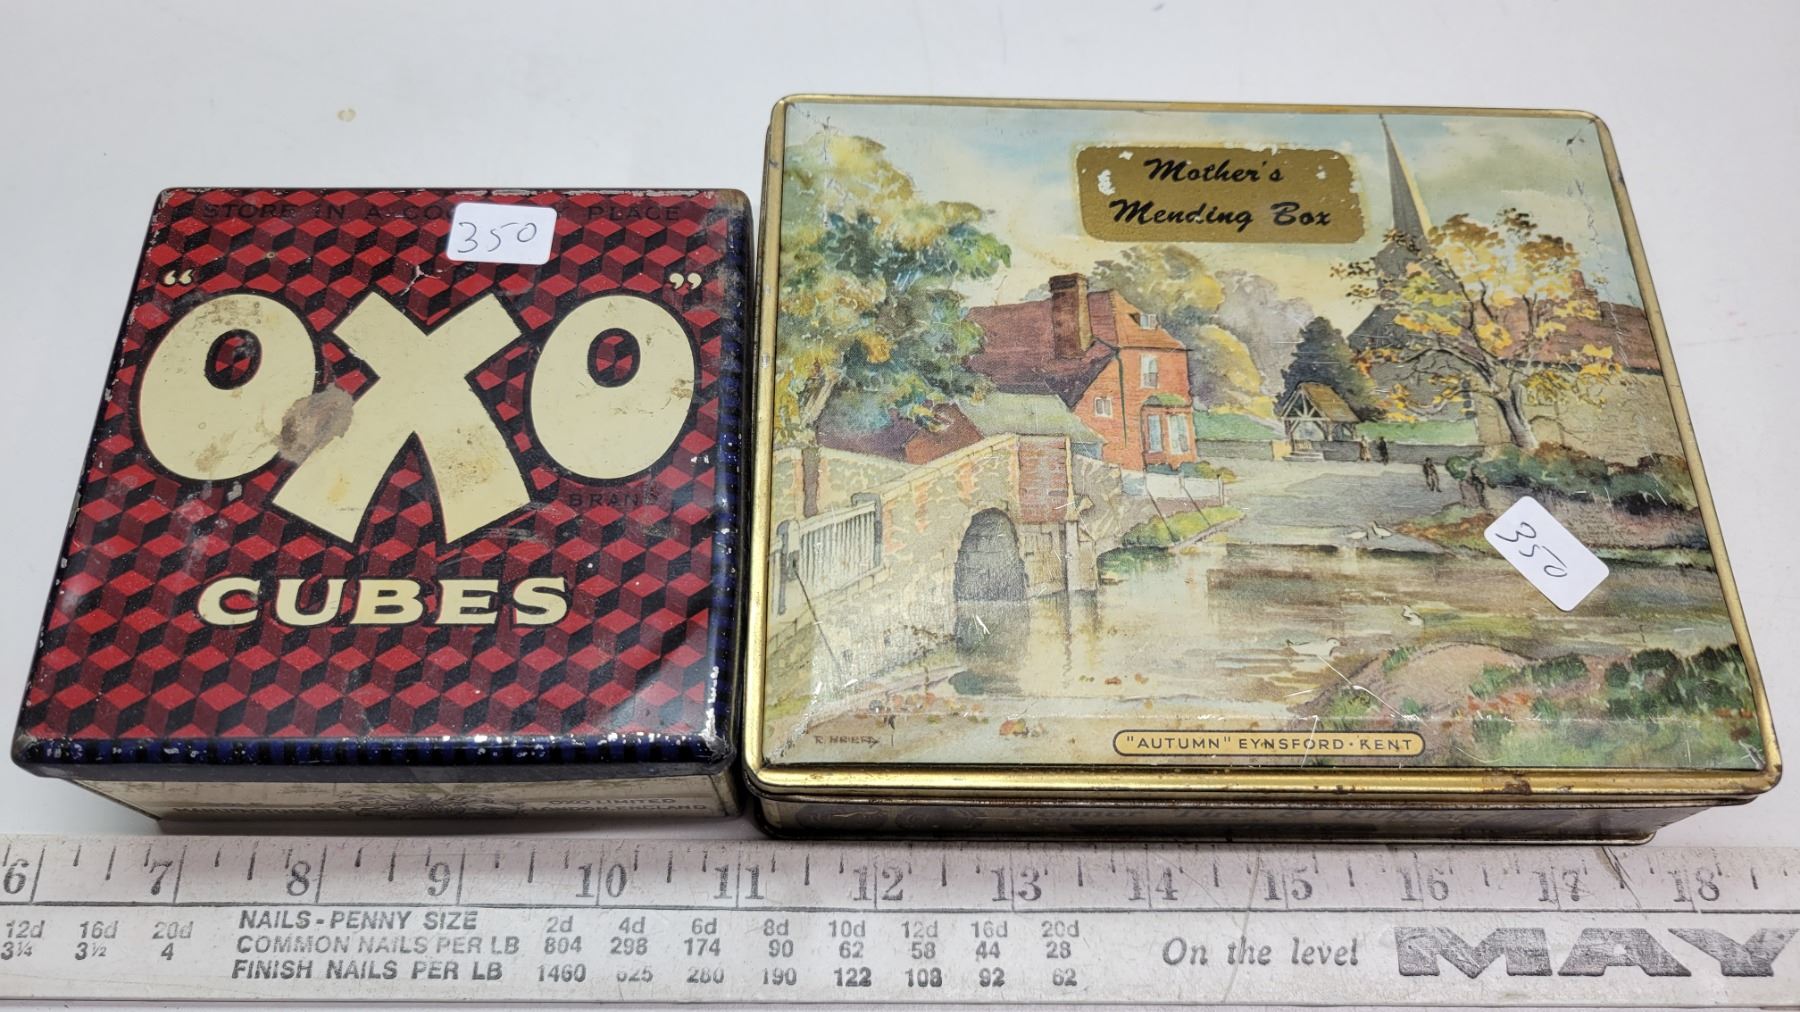 STORE IN A PLACE
350
“OXO”
BRAND
CUBES
OXO LIMITED
Mother's
Mending Box
350
R. HRIER
"AUTUMN" EYNSFORD · KENT
6 7 8 9 10 11 12 13 14 15 16 17 18
12d 16d 20d NAILS - PENNY SIZE 2d 4d 6d 8d 10d 12d 16d 20d
3¼ 3½ 4 COMMON NAILS PER LB 804 298 174 90 62 58 44 28
FINISH NAILS PER LB 1460 625 280 190 122 108 92 62
On the level MAY